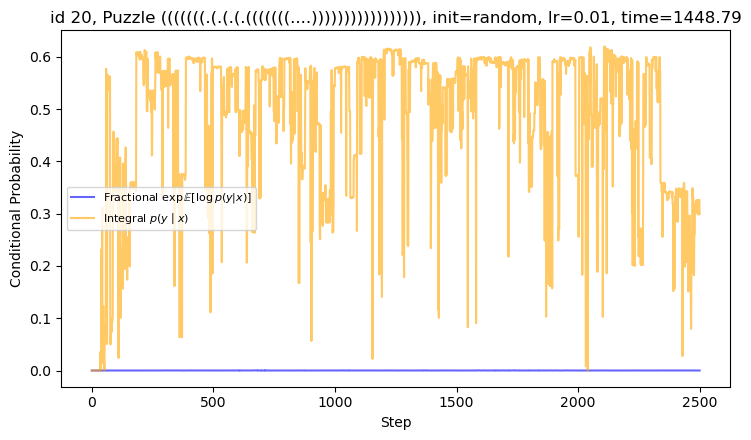 id 20, Puzzle (((((((.(.(.(.(((((((....))))))))))))))))), init=random, lr=0.01, time=1448.79
0.6
0.5
0.4
0.3
0.2
0.1
0.0
Conditional Probability
Fractional exp𝔼[log p(y|x)]
Integral p(y | x)
0
500
1000
1500
2000
2500
Step